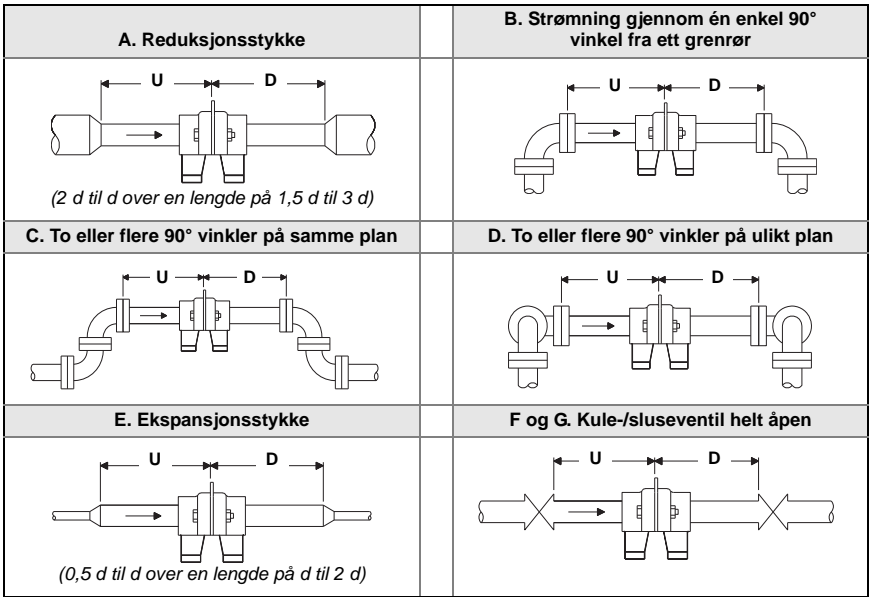 A. Reduksjonsstykke
B. Strømning gjennom én enkel 90°
vinkel fra ett grenrør
U D
(2 d til d over en lengde på 1,5 d til 3 d)
U D
C. To eller flere 90° vinkler på samme plan
D. To eller flere 90° vinkler på ulikt plan
U D
U D
E. Ekspansjonsstykke
F og G. Kule-/sluseventil helt åpen
U D
(0,5 d til d over en lengde på d til 2 d)
U D